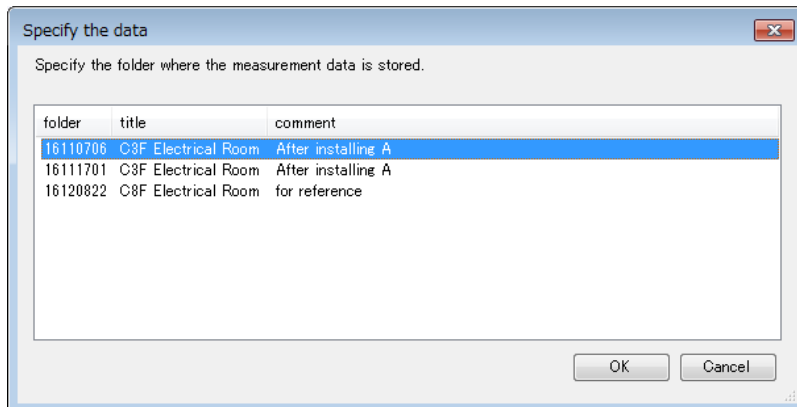 Specify the data
Specify the folder where the measurement data is stored.
folder title comment
16110706 C3F Electrical Room After installing A
16111701 C3F Electrical Room After installing A
16120822 C8F Electrical Room for reference
OK Cancel